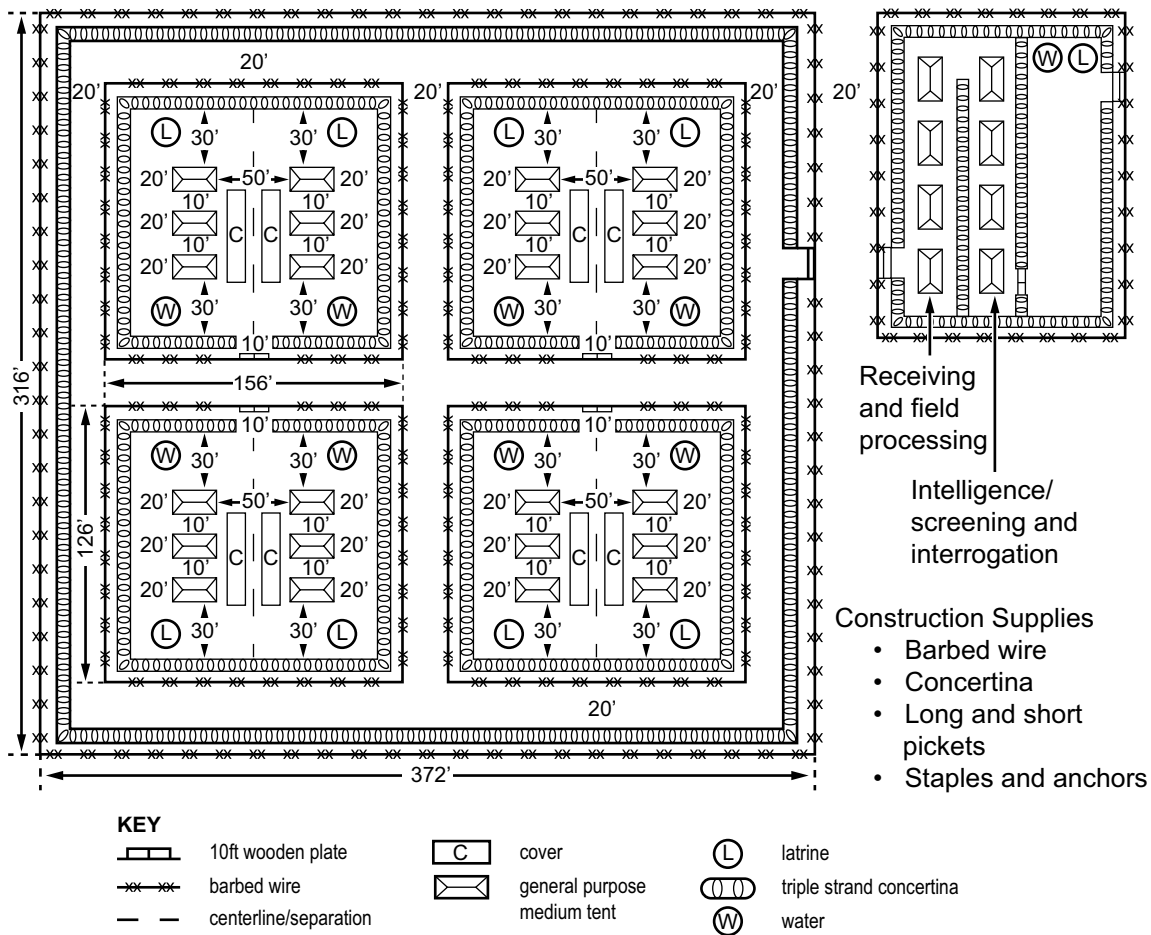 20'
20' 20' 20' 20'
W L
L L L L
30' 30' 30' 30'
20' 50' 20' 20' 50' 20'
10' 10' 10' 10'
20' C C 20' 20' C C 20'
10' 10' 10' 10'
20' 20' 20' 20'
30' 30' 30' 30'
W W W W
10' 10'
316'
156'
126'
10' 10'
W W W W
30' 30' 30' 30'
20' 50' 20' 20' 50' 20'
10' 10' 10' 10'
20' C C 20' 20' C C 20'
10' 10' 10' 10'
20' 20' 20' 20'
30' 30' 30' 30'
L L L L
20'
372'
Receiving
and field
processing
Intelligence/
screening and
interrogation
Construction Supplies
• Barbed wire
• Concertina
• Long and short
pickets
• Staples and anchors
KEY
10ft wooden plate
barbed wire
centerline/separation
C cover
general purpose
medium tent
L latrine
triple strand concertina
W water